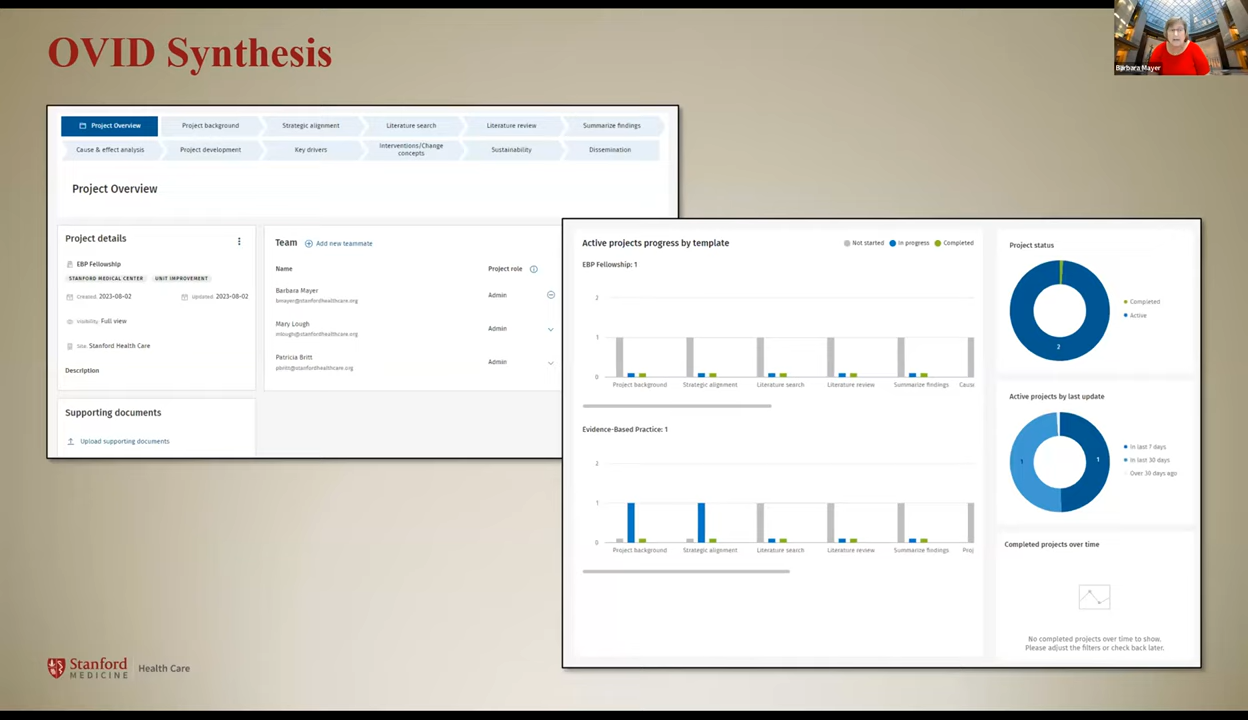 OVID Synthesis
Barbara Mayer
Project Overview
Project background
Strategic alignment
Literature search
Literature review
Summarize findings
Cause & effect analysis
Project development
Key drivers
Interventions/Change
concepts
Sustainability
Dissemination
Project Overview
Project details
EBP Fellowship
STANFORD MEDICAL CENTER UNIT IMPROVEMENT
Created: 2023-08-02 Updated: 2023-08-02
Visibility: Full view
Site: Stanford Health Care
Description
Supporting documents
Upload supporting documents
Team Add new teammate
Name Project role
Barbara Mayer
bmayer@stanfordhealthcare.org
Admin
Mary Lough
mlough@stanfordhealthcare.org
Admin
Patricia Britt
pbritt@stanfordhealthcare.org
Admin
Active projects progress by template
Not started In progress Completed
EBP Fellowship: 1
2
1
0
Project background Strategic alignment Literature search Literature review Summarize findings Caus
Evidence-Based Practice: 1
2
1
0
Project background Strategic alignment Literature search Literature review Summarize findings Proj
Project status
2
Completed
Active
Active projects by last update
1
1
In last 7 days
In last 30 days
Over 30 days ago
Completed projects over time
No completed projects over time to show.
Please adjust the filters or check back later.
Stanford
MEDICINE
Health Care